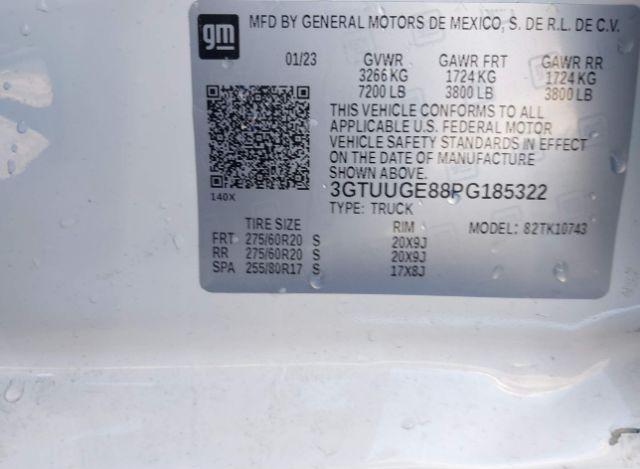 gm MFD BY GENERAL MOTORS DE MEXICO, S. DE R.L. DE C.V.
01/23 GVWR GAWR FRT GAWR RR
3266 KG 1724 KG 1724 KG
7200 LB 3800 LB 3800 LB
THIS VEHICLE CONFORMS TO ALL
APPLICABLE U.S. FEDERAL MOTOR
VEHICLE SAFETY STANDARDS IN EFFECT
ON THE DATE OF MANUFACTURE
SHOWN ABOVE.
140X
3GTUUGE88PG185322
TYPE: TRUCK
TIRE SIZE RIM MODEL: 82TK10743
FRT 275/60R20 S 20X9J
RR 275/60R20 S 20X9J
SPA 255/80R17 S 17X8J